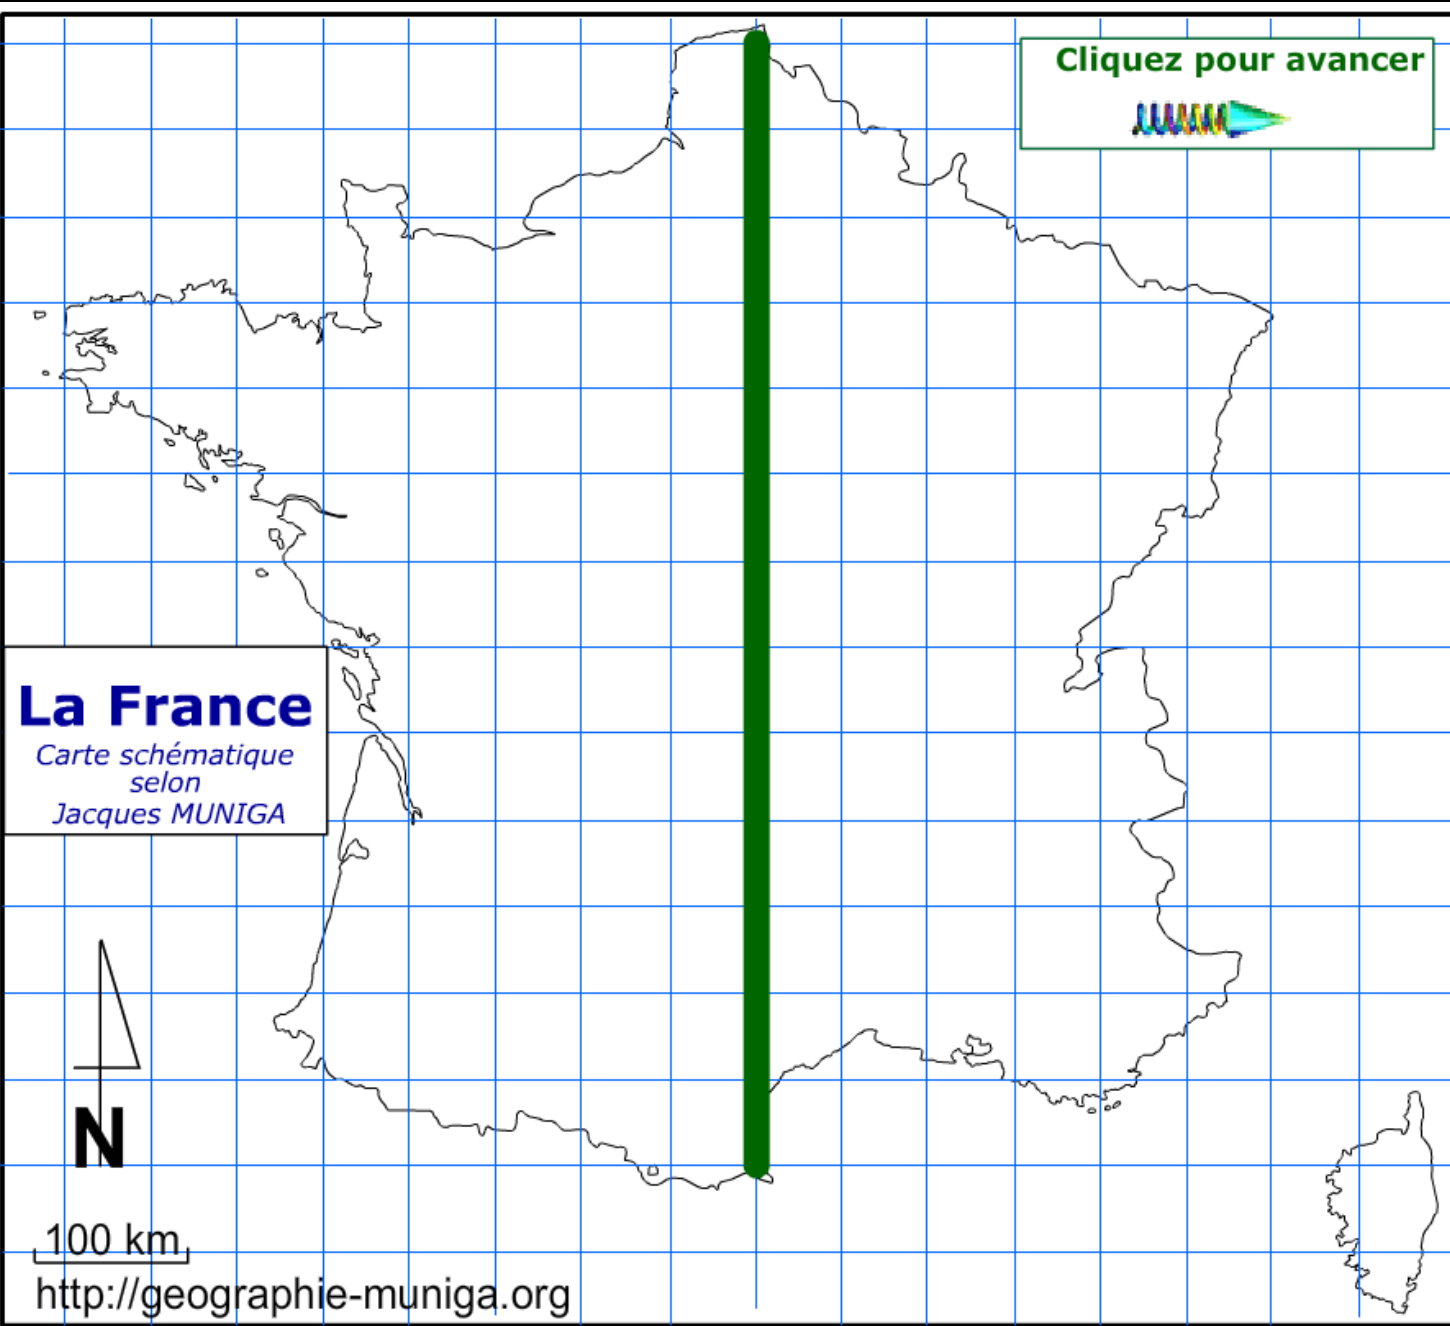 Cliquez pour avancer
La France
Carte schématique
selon
Jacques MUNIGA
N
100 km
http://geographie-muniga.org